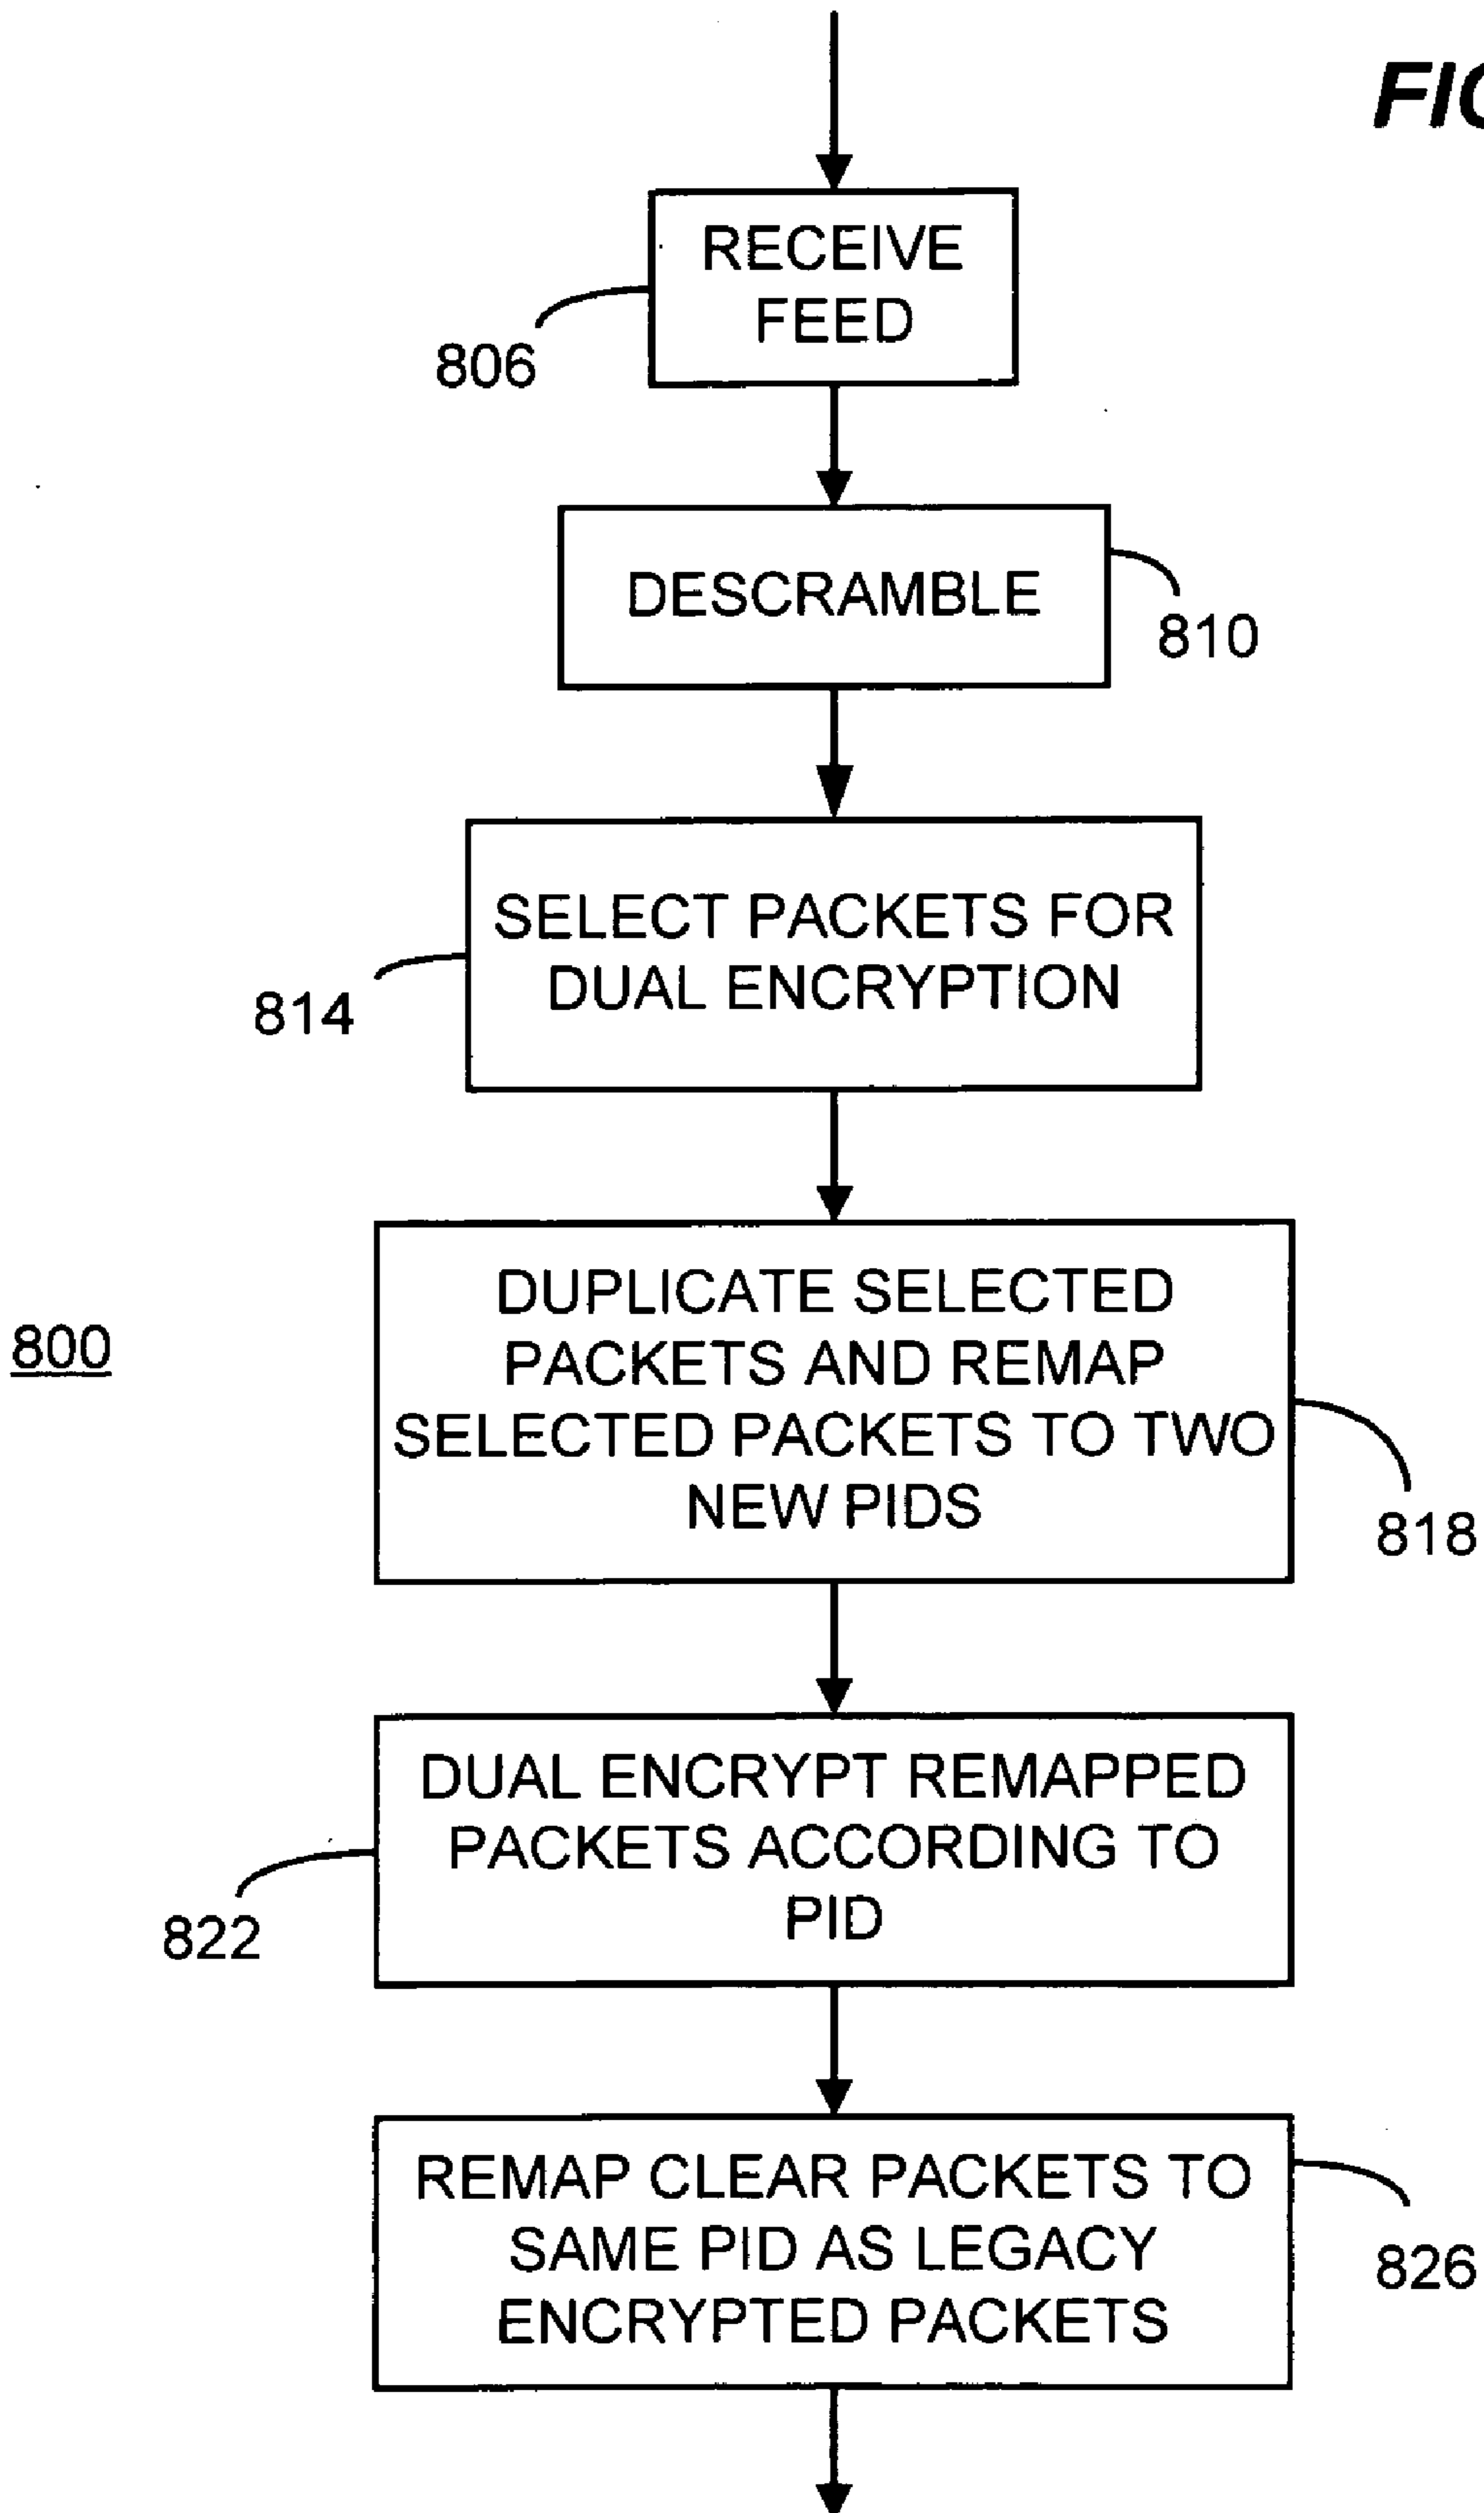 FIG
RECEIVE
FEED
806
DESCRAMBLE
810
SELECT PACKETS FOR
DUAL ENCRYPTION
814
DUPLICATE SELECTED
PACKETS AND REMAP
SELECTED PACKETS TO TWO
NEW PIDS
800
818
DUAL ENCRYPT REMAPPED
PACKETS ACCORDING TO
PID
822
REMAP CLEAR PACKETS TO
SAME PID AS LEGACY
ENCRYPTED PACKETS
826